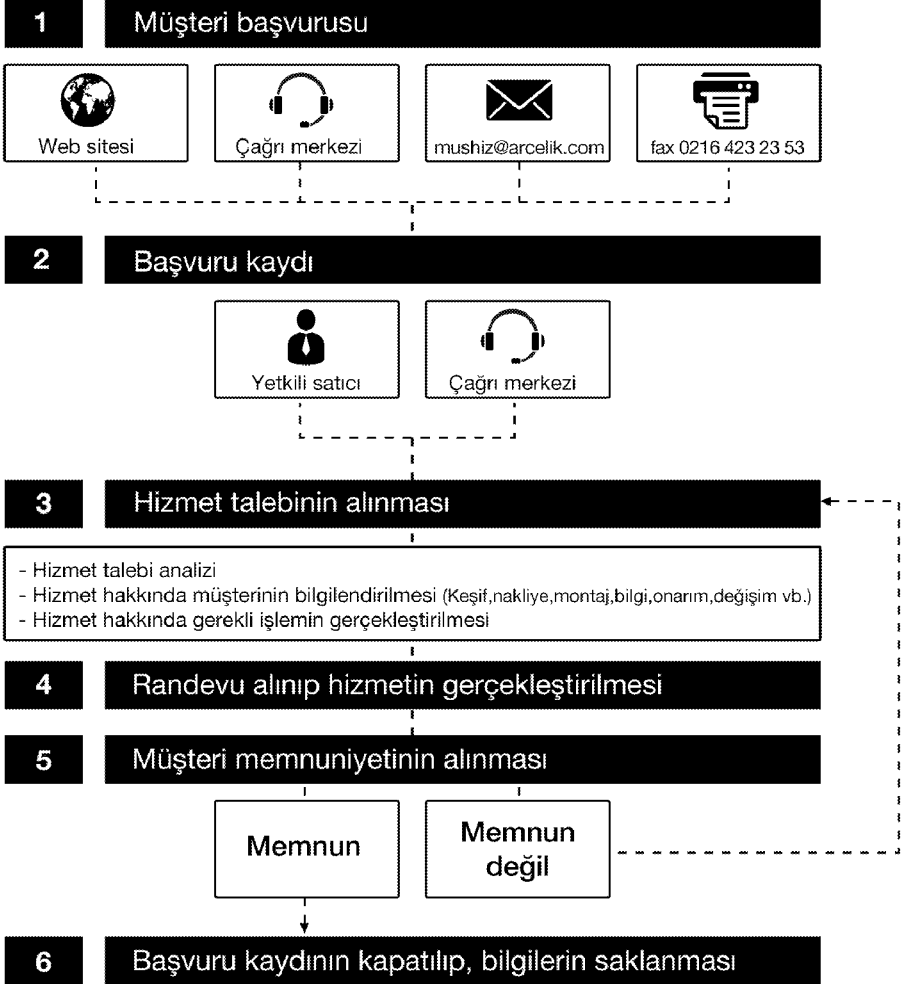 1 Müşteri başvurusu
Web sitesi
Çağrı merkezi
mushiz@arcelik.com
fax 0216 423 23 53
2 Başvuru kaydı
Yetkili satıcı
Çağrı merkezi
3 Hizmet talebinin alınması
- Hizmet talebi analizi
- Hizmet hakkında müşterinin bilgilendirilmesi (Keşif,nakliye,montaj,bilgi,onarım,değişim vb.)
- Hizmet hakkında gerekli işlemin gerçekleştirilmesi
4 Randevu alınıp hizmetin gerçekleştirilmesi
5 Müşteri memnuniyetinin alınması
Memnun
Memnun
değil
6 Başvuru kaydının kapatılıp, bilgilerin saklanması